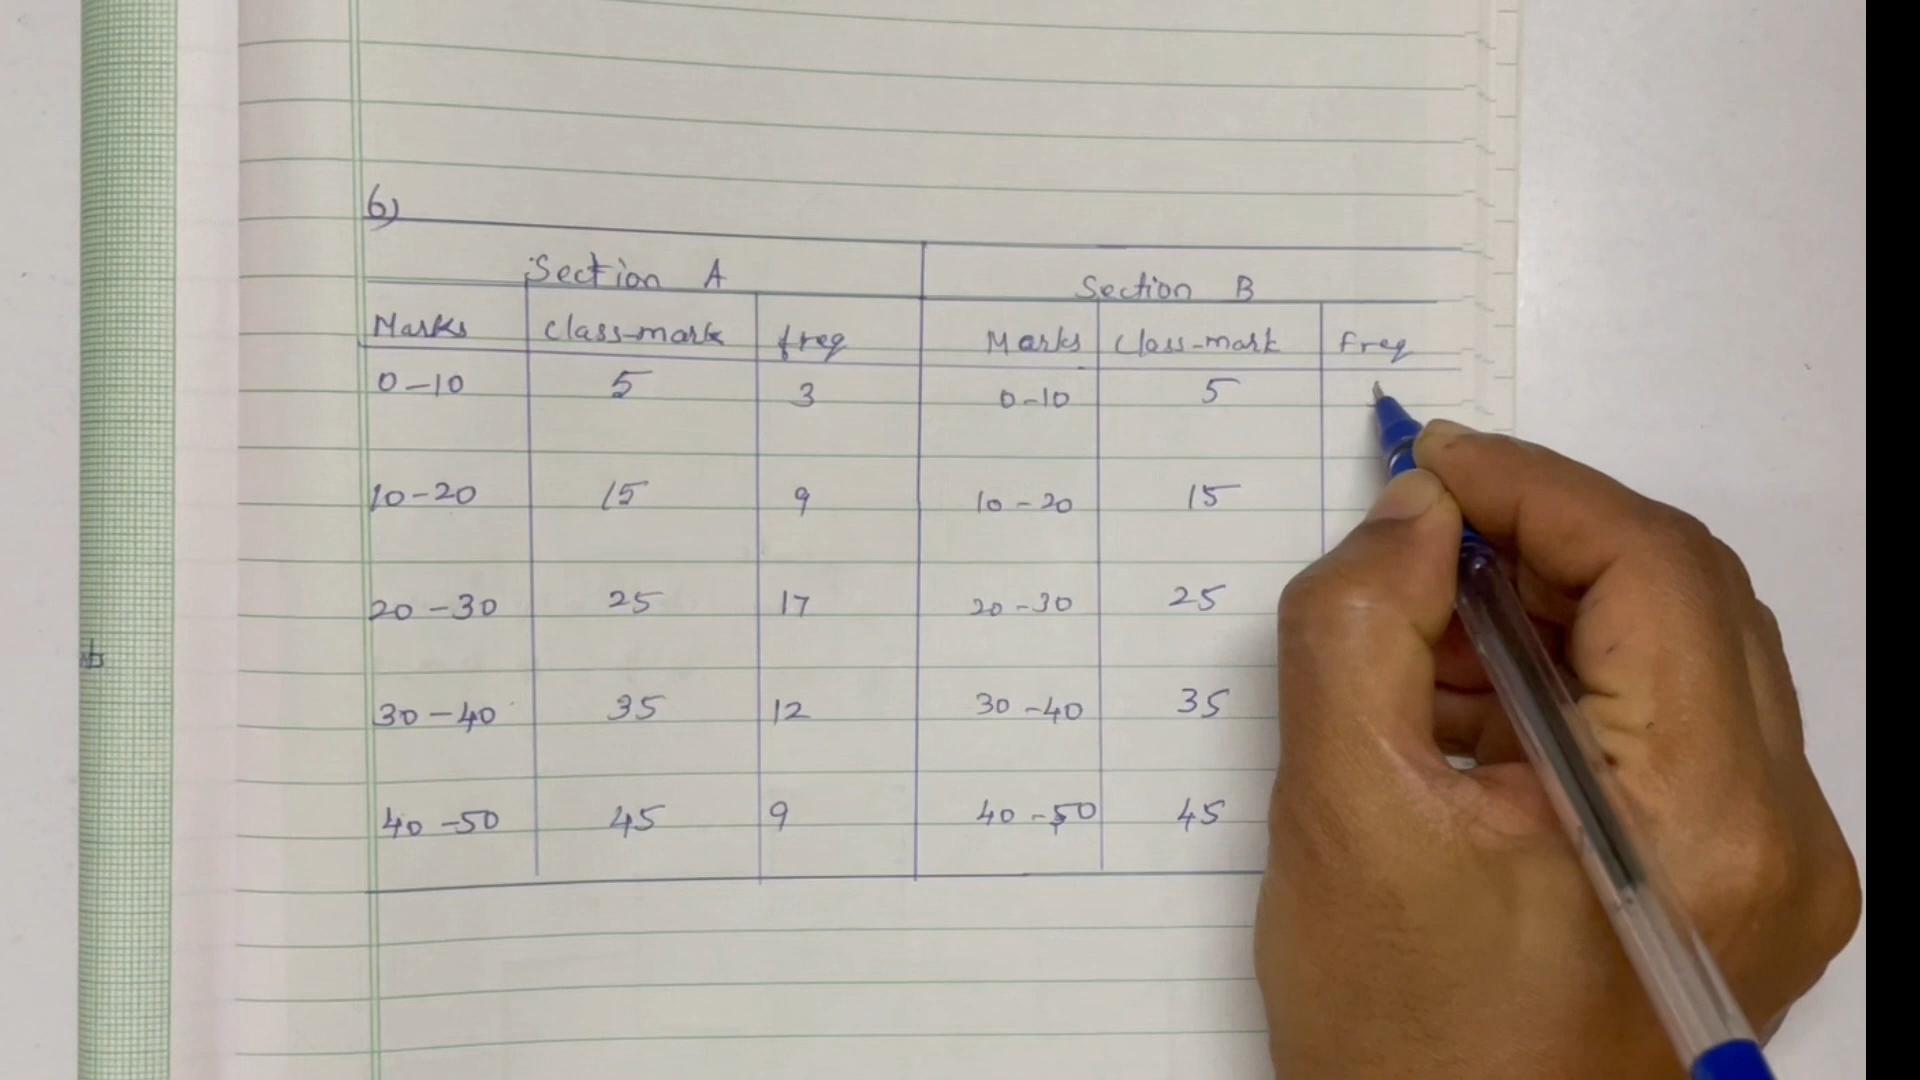 6)
Section A Section B
Marks class-mark freq Marks class-mark freq
0-10 5 3 0-10 5
10-20 15 9 10-20 15
20-30 25 17 20-30 25
30-40 35 12 30-40 35
40-50 45 9 40-50 45